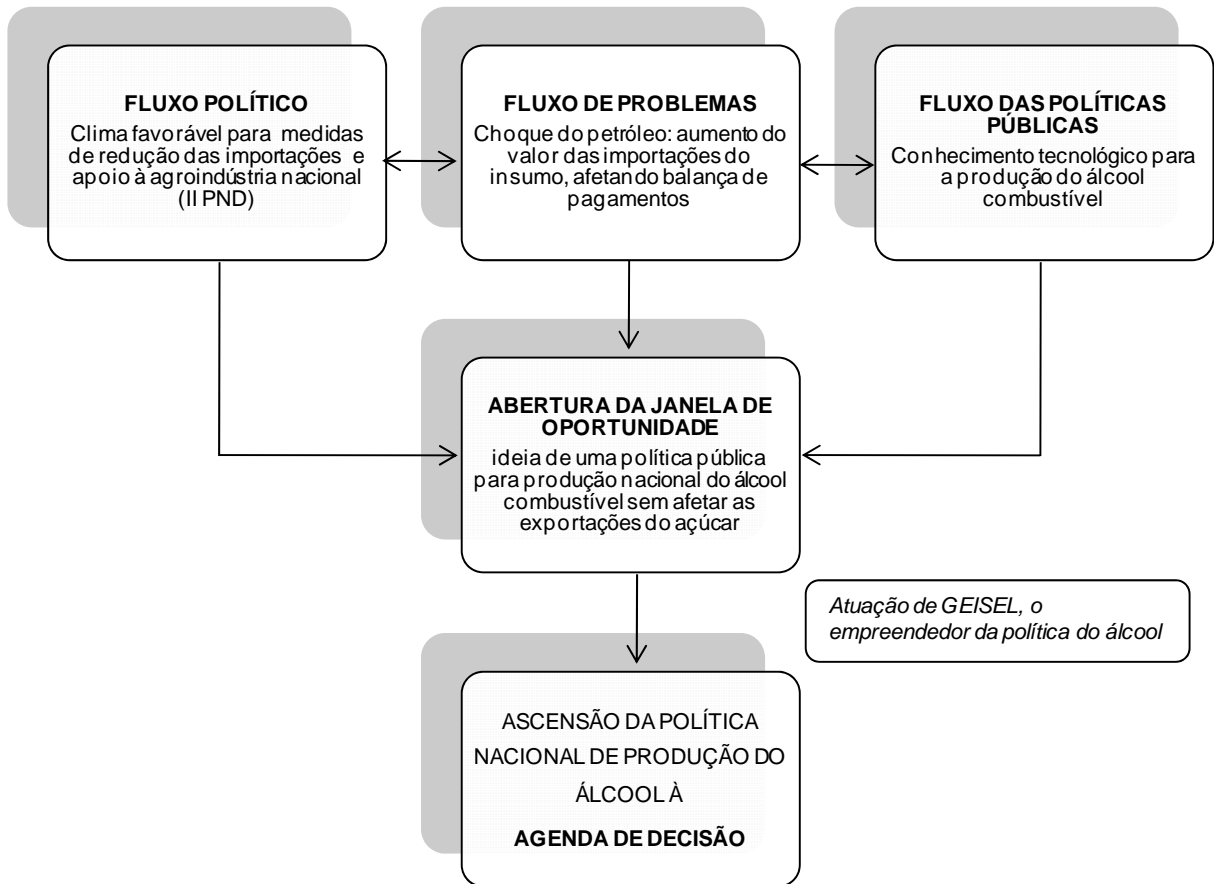 FLUXO POLÍTICO
Clima favorável para medidas
de redução das importações e
apoio à agroindústria nacional
(II PND)
FLUXO DE PROBLEMAS
Choque do petróleo: aumento do
valor das importações do
insumo, afetando balança de
pagamentos
FLUXO DAS POLÍTICAS
PÚBLICAS
Conhecimento tecnológico para
a produção do álcool
combustível
ABERTURA DA JANELA DE
OPORTUNIDADE
ideia de uma política pública
para produção nacional do álcool
combustível sem afetar as
exportações do açúcar
Atuação de GEISEL, o
empreendedor da política do álcool
ASCENSÃO DA POLÍTICA
NACIONAL DE PRODUÇÃO DO
ÁLCOOL À
AGENDA DE DECISÃO